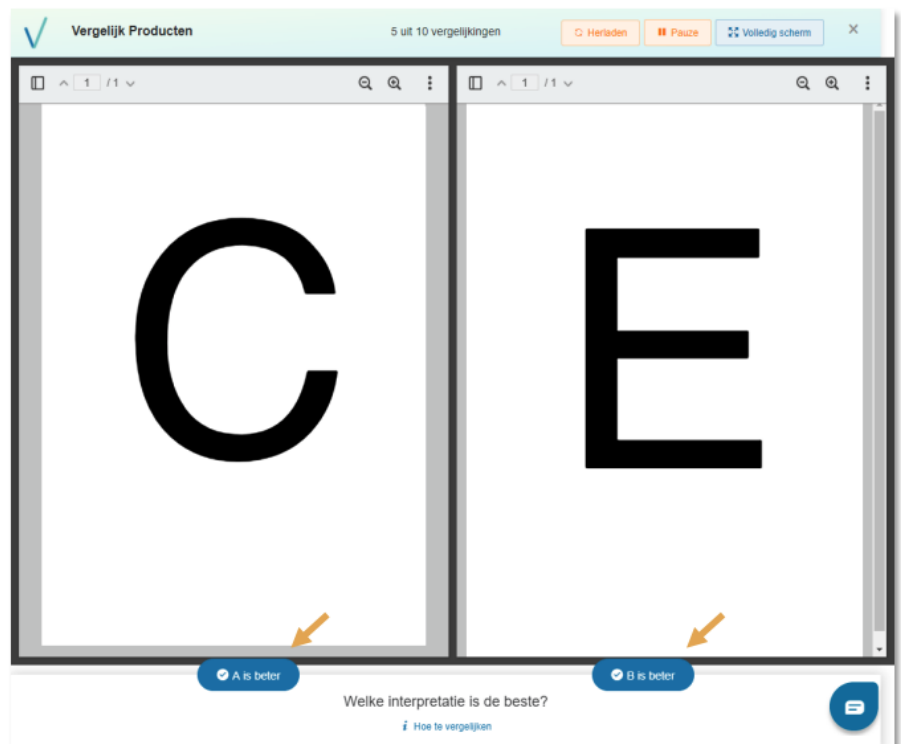 Vergelijk Producten
5 uit 10 vergelijkingen
Herladen
Pauze
Volledig scherm
1 / 1
1 / 1
C
E
A is beter
B is beter
Welke interpretatie is de beste?
i Hoe te vergelijken